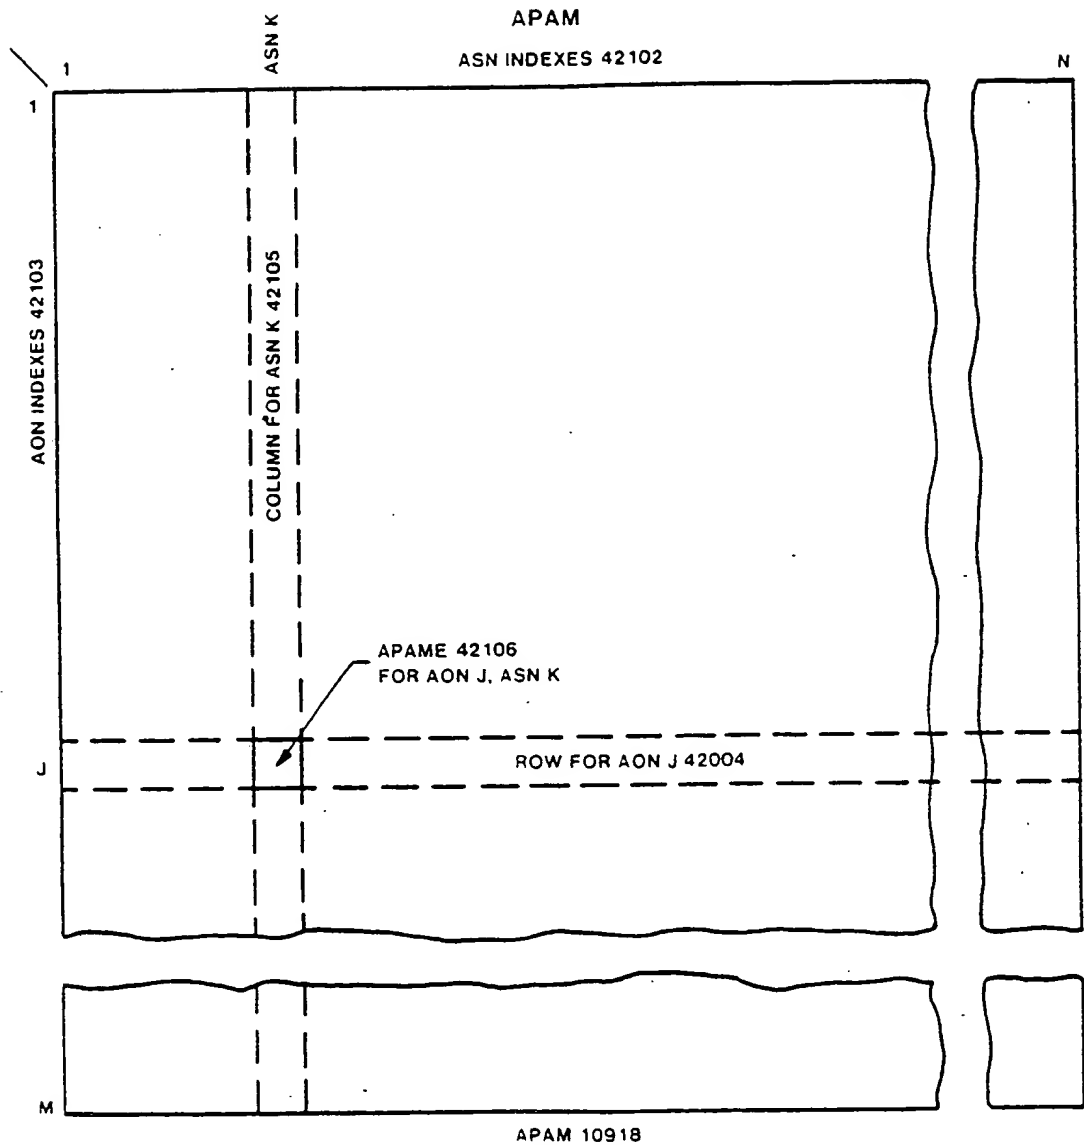 APAM
ASN K
ASN INDEXES 42102
1
N
1
AON INDEXES 42103
COLUMN FOR ASN K 42105
APAME 42106
FOR AON J, ASN K
J
ROW FOR AON J 42004
M
APAM 10918